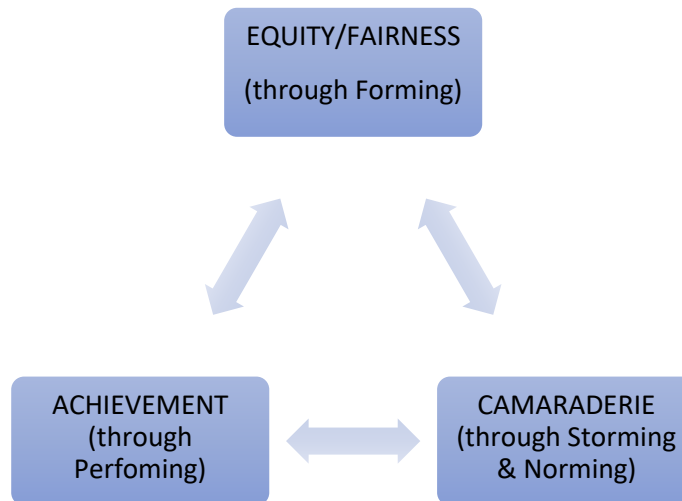 EQUITY/FAIRNESS
(through Forming)
ACHIEVEMENT
(through
Perfoming)
CAMARADERIE
(through Storming
& Norming)